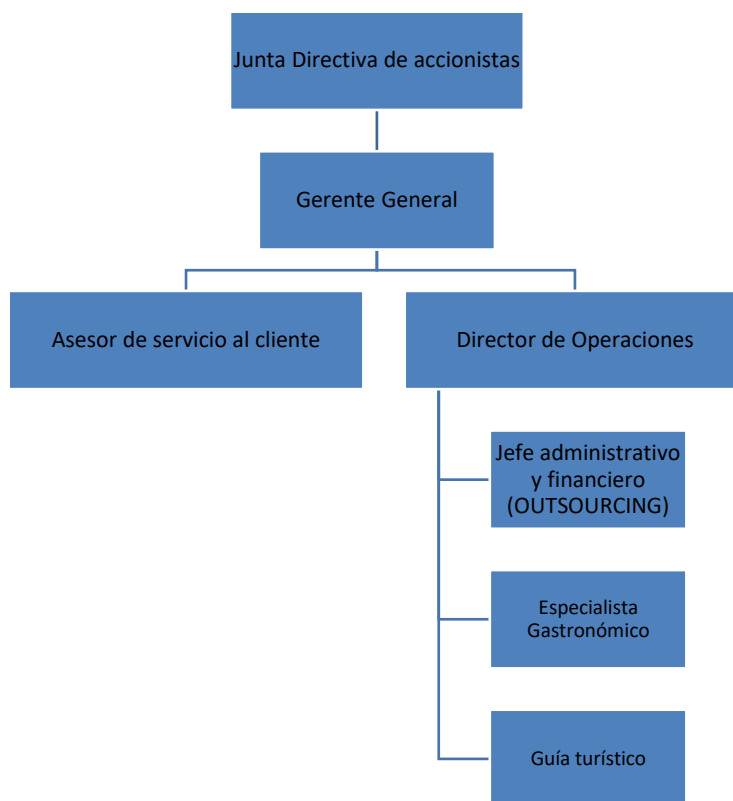 Junta Directiva de accionistas
Gerente General
Asesor de servicio al cliente
Director de Operaciones
Jefe administrativo
y financiero
(OUTSOURCING)
Especialista
Gastronómico
Guía turístico